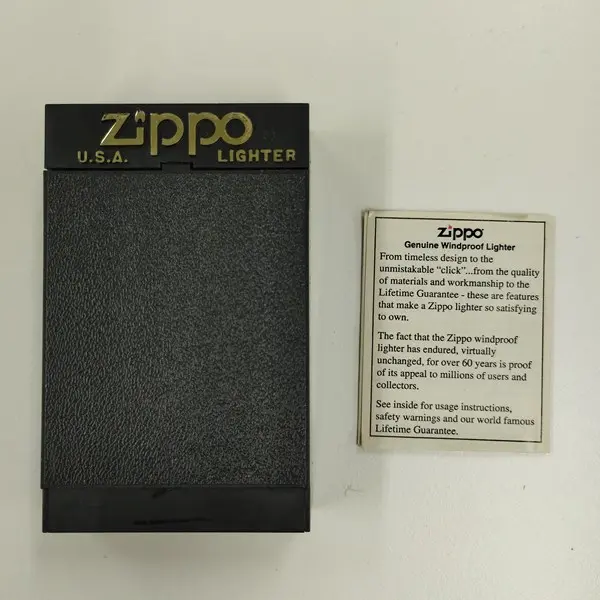 Zippo
U.S.A. LIGHTER
Zippo
Genuine Windproof Lighter
From timeless design to the
unmistakable "click"...from the quality
of materials and workmanship to the
Lifetime Guarantee - these are features
that make a Zippo lighter so satisfying
to own.
The fact that the Zippo windproof
lighter has endured, virtually
unchanged, for over 60 years is proof
of its appeal to millions of users and
collectors.
See inside for usage instructions,
safety warnings and our world famous
Lifetime Guarantee.